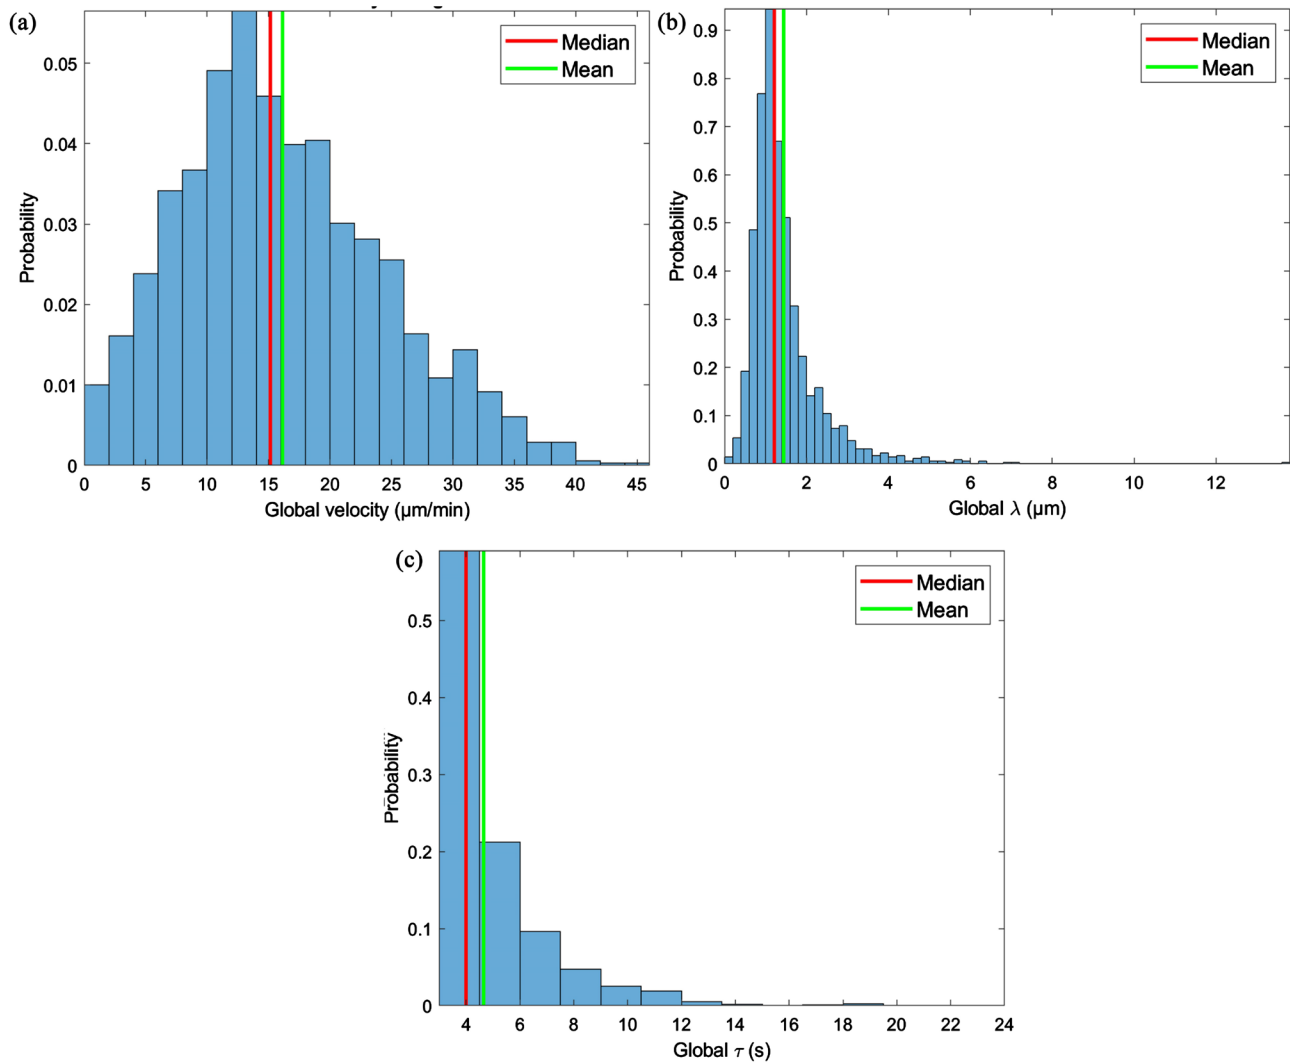 (a)
Median
Mean
0.05
0.04
0.03
0.02
0.01
0
Probability
0 5 10 15 20 25 30 35 40 45
Global velocity (μm/min)
(b)
Median
Mean
0.9
0.8
0.7
0.6
0.5
0.4
0.3
0.2
0.1
0
Probability
0 2 4 6 8 10 12
Global λ (μm)
(c)
Median
Mean
0.5
0.4
0.3
0.2
0.1
0
Probability
4 6 8 10 12 14 16 18 20 22 24
Global τ (s)